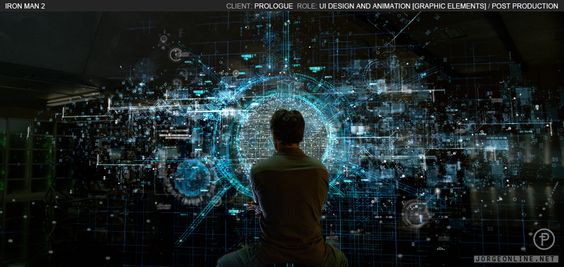 IRON MAN 2
CLIENT: PROLOGUE ROLE: UI DESIGN AND ANIMATION [GRAPHIC ELEMENTS] / POST PRODUCTION
P
JORGEONLINE.NET